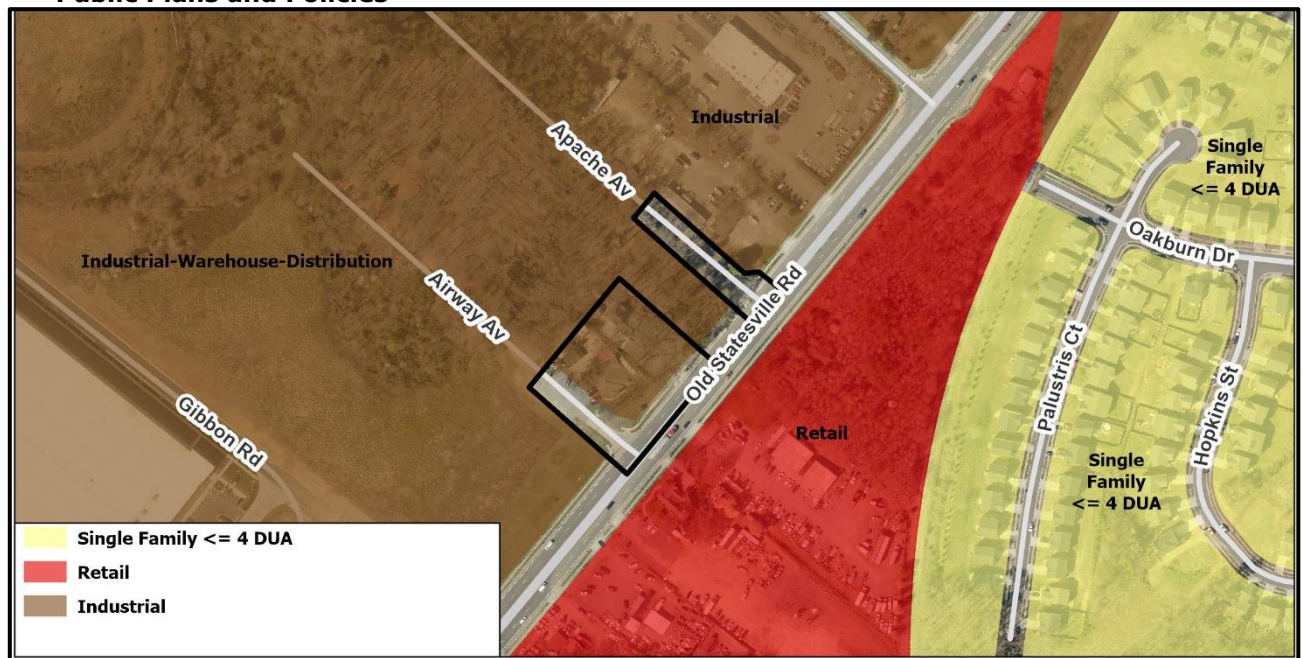 Public Plans and Policies
Industrial
Apache Av
Single
Family
<= 4 DUA
Oakburn Dr
Industrial-Warehouse-Distribution
Airway Av
Old Statesville Rd
Palustris Ct
Hopkins St
Gibbon Rd
Retail
Single
Family
<= 4 DUA
Single Family <= 4 DUA
Retail
Industrial